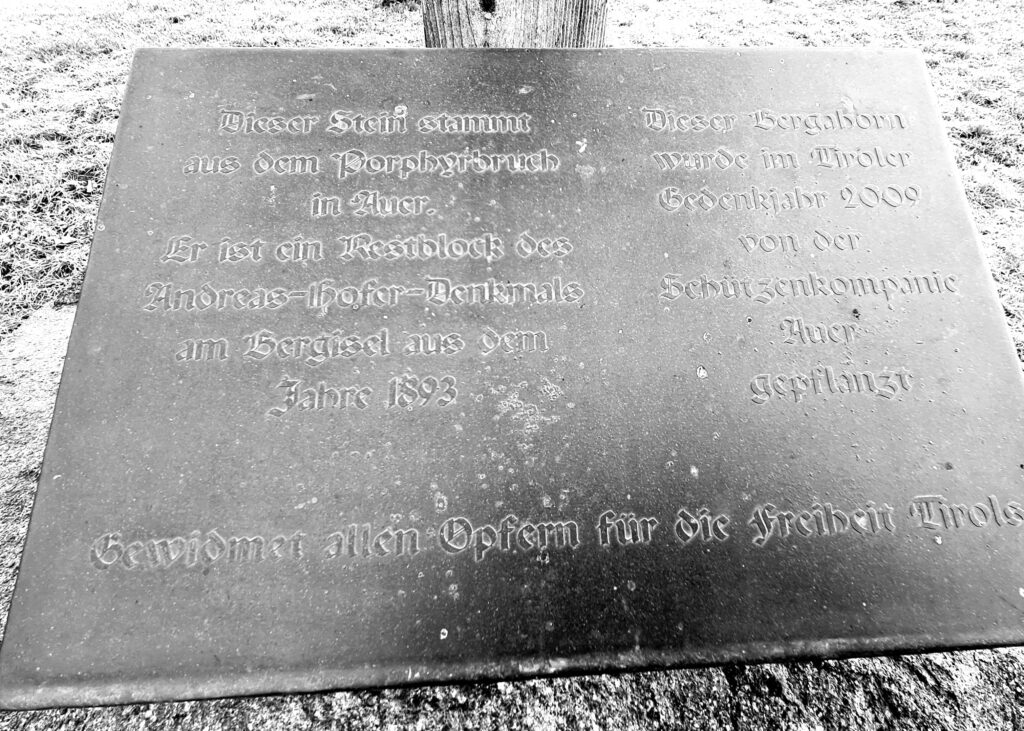 Dieser Stein stammt
aus dem Porphyrbruch
in Auer.
Er ist ein Restblock des
Andreas-Hofer-Denkmals
am Bergisel aus dem
Jahre 1893
Dieser Bergahorn
wurde im Tiroler
Gedenkjahr 2009
von der
Schützenkompanie
Auer
gepflanzt
Gewidmet allen Opfern für die Freiheit Tirols